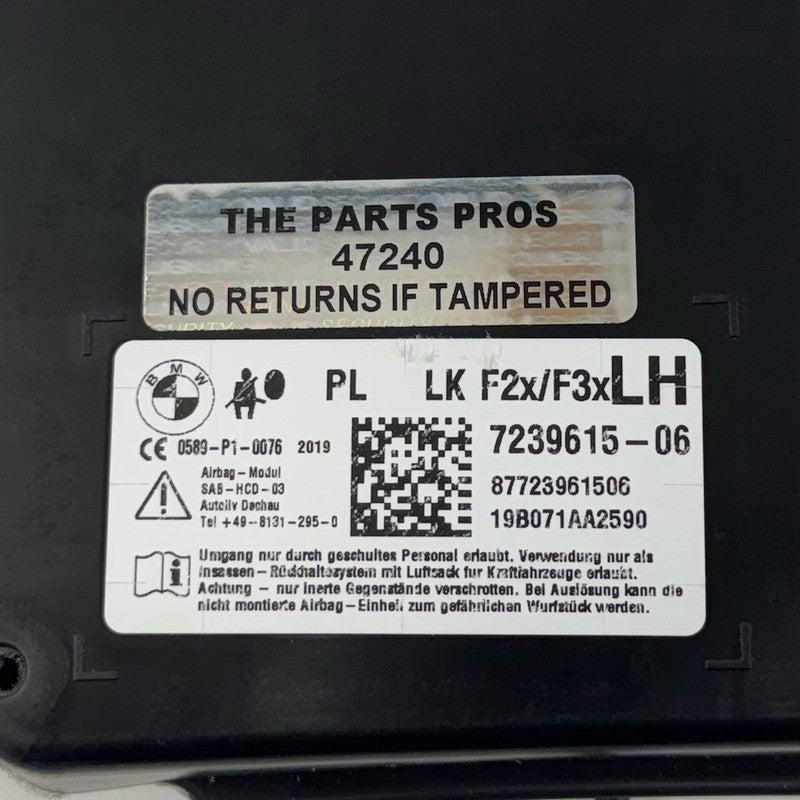 THE PARTS PROS
47240
NO RETURNS IF TAMPERED
BMW
PL LK F2x/F3x LH
CE 0589-P1-0076 2019
7239615-06
Airbag-Modul
SAB-HCD-03
Autoliv Dachau
Tel +49-8131-295-0
87723961506
19B071AA2590
Umgang nur durch geschultes Personal erlaubt. Verwendung nur als
Insassen-Rückhaltesystem mit Luftsack für Kraftfahrzeuge erlaubt.
Achtung - nur inerte Gegenstände verschrotten. Bei Auslösung kann die
nicht montierte Airbag-Einheit zum gefährlichen Wurfstück werden.